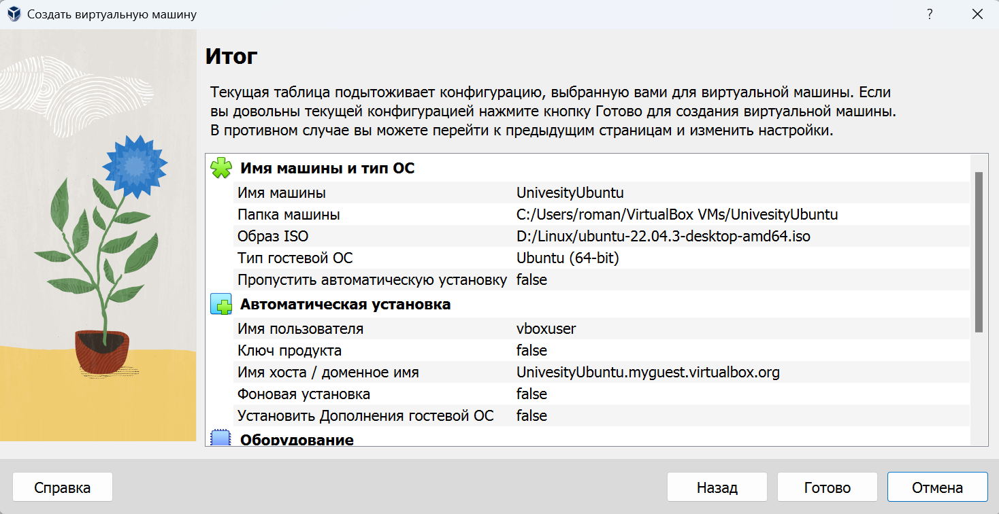 Создать виртуальную машину
?
Итог
Текущая таблица подытоживает конфигурацию, выбранную вами для виртуальной машины. Если
вы довольны текущей конфигурацией нажмите кнопку Готово для создания виртуальной машины.
В противном случае вы можете перейти к предыдущим страницам и изменить настройки.
Имя машины и тип ОС
Имя машины UnivesityUbuntu
Папка машины C:/Users/roman/VirtualBox VMs/UnivesityUbuntu
Образ ISO D:/Linux/ubuntu-22.04.3-desktop-amd64.iso
Тип гостевой ОС Ubuntu (64-bit)
Пропустить автоматическую установку false
Автоматическая установка
Имя пользователя vboxuser
Ключ продукта false
Имя хоста / доменное имя UnivesityUbuntu.myguest.virtualbox.org
Фоновая установка false
Установить Дополнения гостевой ОС false
Оборудование
Справка Назад Готово Отмена